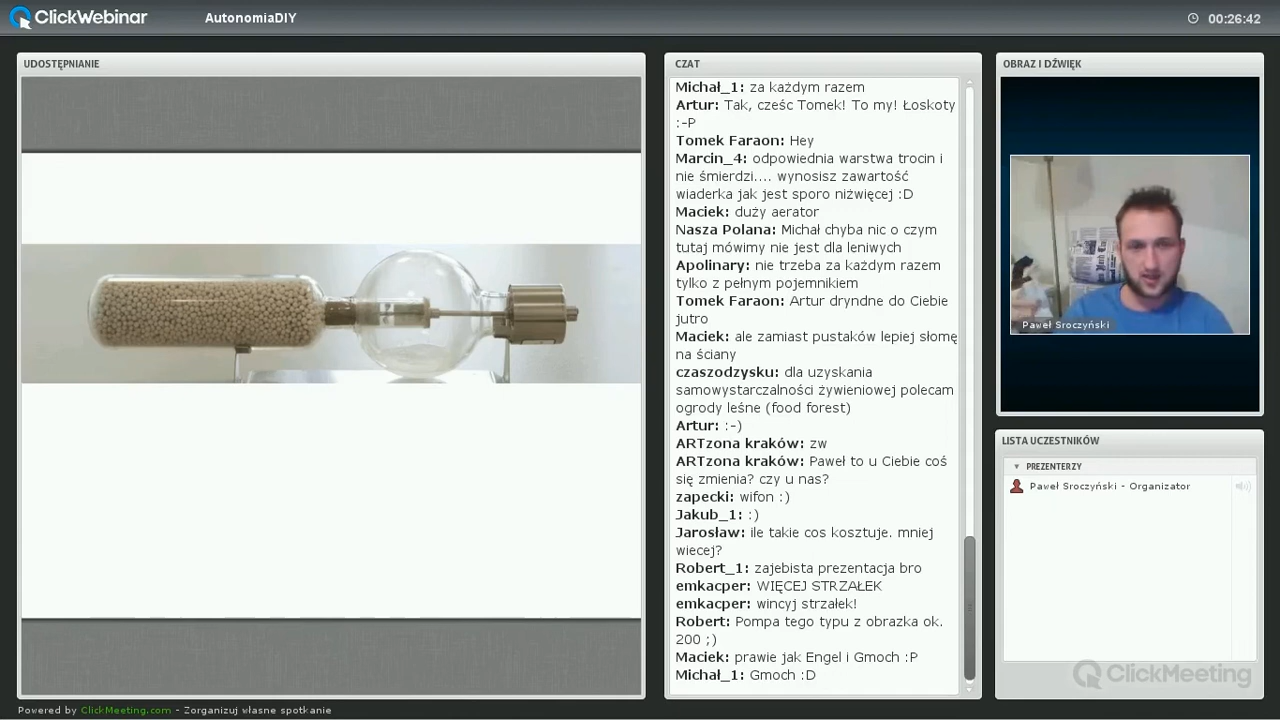 ClickWebinar
AutonomiaDIY
00:26:42
UDOSTĘPNIANIE
CZAT
Michał_1: za każdym razem
Artur: Tak, cześc Tomek! To my! Łoskoty
:-P
Tomek Faraon: Hey
Marcin_4: odpowiednia warstwa trocin i
nie śmierdzi.... wynosisz zawartość
wiaderka jak jest sporo niżwięcej :D
Maciek: duży aerator
Nasza Polana: Michał chyba nic o czym
tutaj mówimy nie jest dla leniwych
Apolinary: nie trzeba za każdym razem
tylko z pełnym pojemnikiem
Tomek Faraon: Artur dryndne do Ciebie
jutro
Maciek: ale zamiast pustaków lepiej słomę
na ściany
czaszodzysku: dla uzyskania
samowystarczalności żywieniowej polecam
ogrody leśne (food forest)
Artur: :-)
ARTzona kraków: zw
ARTzona kraków: Paweł to u Ciebie coś
się zmienia? czy u nas?
zapecki: wifon :)
Jakub_1: :)
Jarosław: ile takie cos kosztuje. mniej
wiecej?
Robert_1: zajebista prezentacja bro
emkacper: WIĘCEJ STRZAŁEK
emkacper: wincyj strzałek!
Robert: Pompa tego typu z obrazka ok.
200 ;)
Maciek: prawie jak Engel i Gmoch :P
Michał_1: Gmoch :D
OBRAZ I DŹWIĘK
Paweł Sroczyński
LISTA UCZESTNIKÓW
PREZENTERZY
Paweł Sroczyński - Organizator
ClickMeeting
Powered by ClickMeeting.com - Zorganizuj własne spotkanie